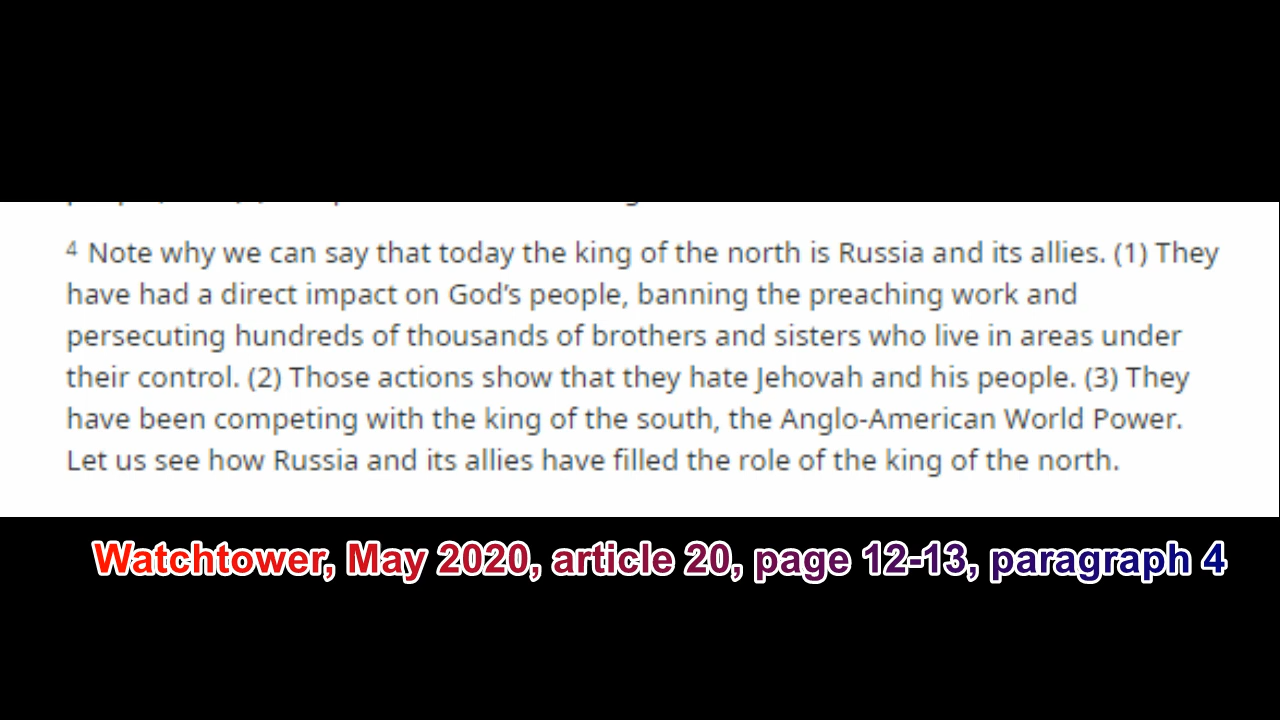 4 Note why we can say that today the king of the north is Russia and its allies. (1) They
have had a direct impact on God’s people, banning the preaching work and
persecuting hundreds of thousands of brothers and sisters who live in areas under
their control. (2) Those actions show that they hate Jehovah and his people. (3) They
have been competing with the king of the south, the Anglo-American World Power.
Let us see how Russia and its allies have filled the role of the king of the north.
Watchtower, May 2020, article 20, page 12-13, paragraph 4